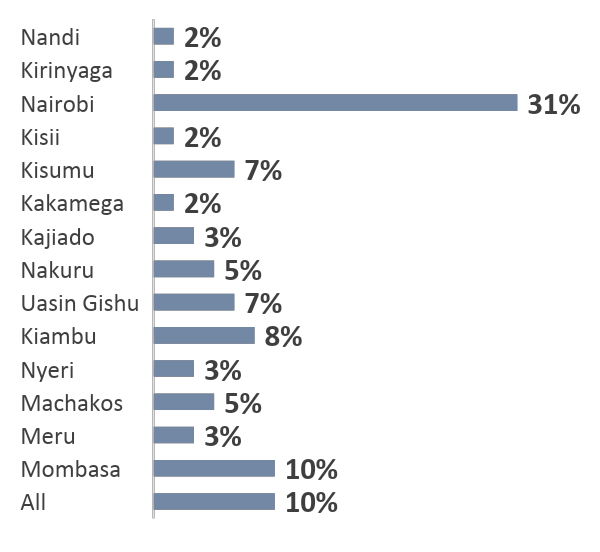 Nandi 2%
Kirinyaga 2%
Nairobi 31%
Kisii 2%
Kisumu 7%
Kakamega 2%
Kajiado 3%
Nakuru 5%
Uasin Gishu 7%
Kiambu 8%
Nyeri 3%
Machakos 5%
Meru 3%
Mombasa 10%
All 10%